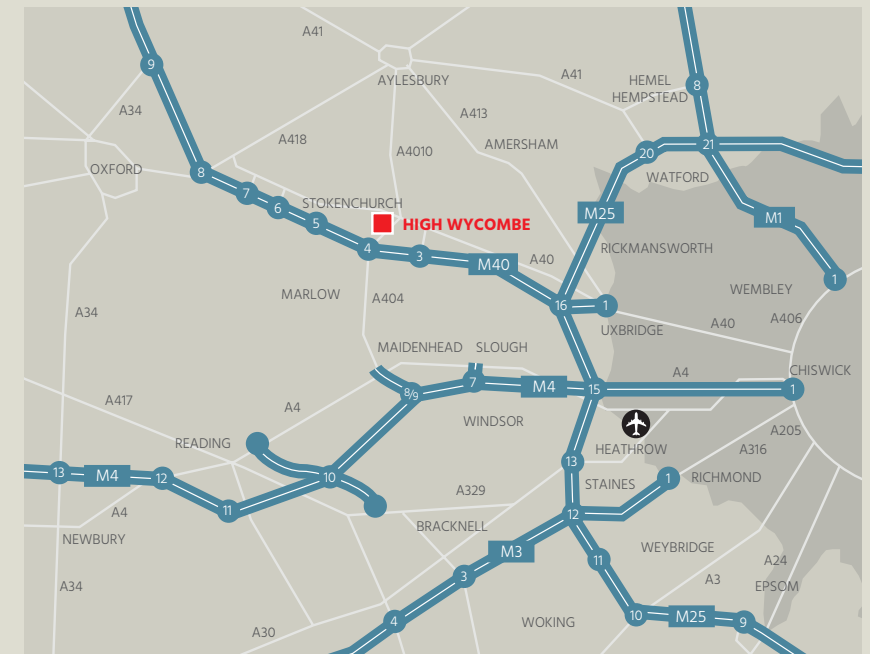 A41
9
8
A41
AYLESBURY
HEMEL
HEMPSTEAD
A34
A413
A418
A4010
AMERSHAM
20
21
OXFORD
8
WATFORD
7
6
STOKENCHURCH
M25
M1
5
HIGH WYCOMBE
4
3
M40
A40
RICKMANSWORTH
1
MARLOW
A404
16
1
WEMBLEY
A34
UXBRIDGE
A40
A406
MAIDENHEAD
SLOUGH
A4
CHISWICK
8/9
7
M4
15
1
A417
A4
WINDSOR
A205
READING
HEATHROW
A316
13
M4
12
10
13
STAINES
1
RICHMOND
A329
11
A4
12
BRACKNELL
NEWBURY
M3
WEYBRIDGE
11
A24
A34
3
A3
EPSOM
4
10
M25
9
A30
WOKING